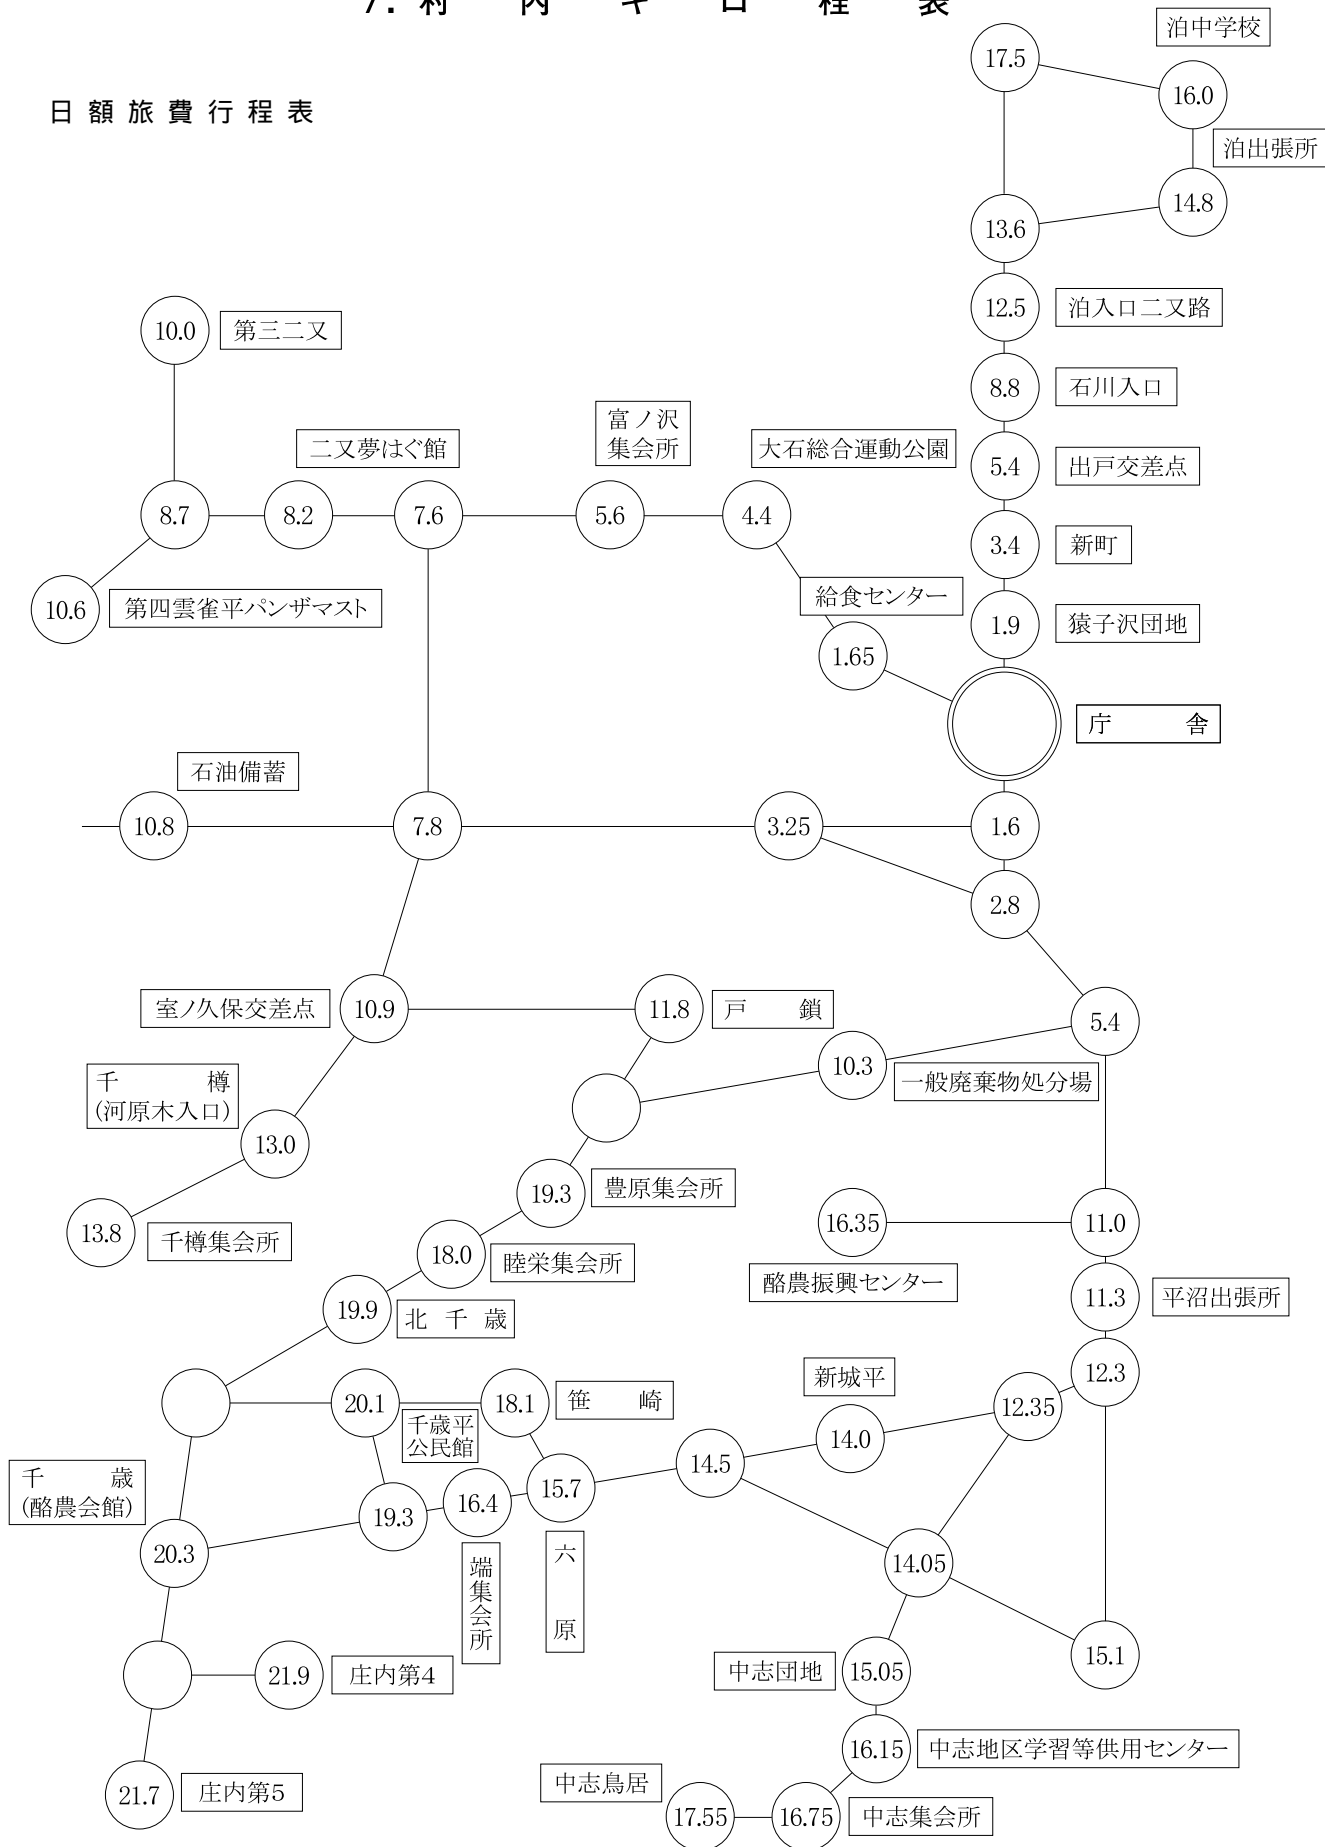 7. 村内キロ程表
日額旅費行程表
17.5
泊中学校
16.0
泊出張所
14.8
13.6
12.5
泊入口二又路
10.0
第三二又
8.8
石川入口
富ノ沢
集会所
二又夢はぐ館
大石総合運動公園
5.4
出戸交差点
8.7
8.2
7.6
5.6
4.4
3.4
新町
10.6
第四雲雀平パンザマスト
給食センター
1.9
猿子沢団地
1.65
庁舎
石油備蓄
10.8
7.8
3.25
1.6
2.8
室ノ久保交差点
10.9
11.8
戸鎖
5.4
10.3
一般廃棄物処分場
千樽
(河原木入口)
13.0
13.8
千樽集会所
19.3
豊原集会所
18.0
睦栄集会所
16.35
11.0
酪農振興センター
11.3
平沼出張所
19.9
北千歳
新城平
12.3
12.35
20.1
千歳平
公民館
18.1
笹崎
14.0
14.5
千歳
(酪農会館)
20.3
19.3
16.4
15.7
端集会所
六原
14.05
15.1
21.9
庄内第4
中志団地
15.05
16.15
中志地区学習等供用センター
21.7
庄内第5
中志鳥居
17.55
16.75
中志集会所